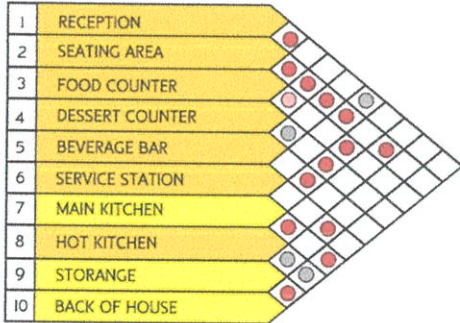 1 RECEPTION
2 SEATING AREA
3 FOOD COUNTER
4 DESSERT COUNTER
5 BEVERAGE BAR
6 SERVICE STATION
7 MAIN KITCHEN
8 HOT KITCHEN
9 STORANGE
10 BACK OF HOUSE